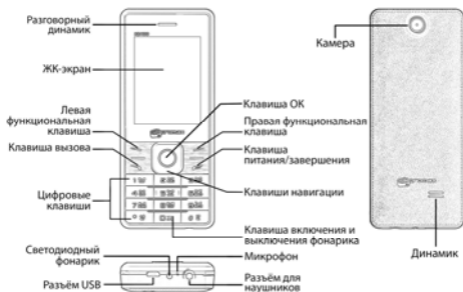 Разговорный
динамик
ЖК-экран
Левая
функциональная
клавиша
Клавиша вызова
Цифровые
клавиши
Светодиодный
фонарик
Разъём USB
Клавиша ОК
Правая функциональная
клавиша
Клавиша
питания/завершения
Клавиши навигации
Клавиша включения и
выключения фонарика
Микрофон
Разъём для
наушников
Камера
Динамик